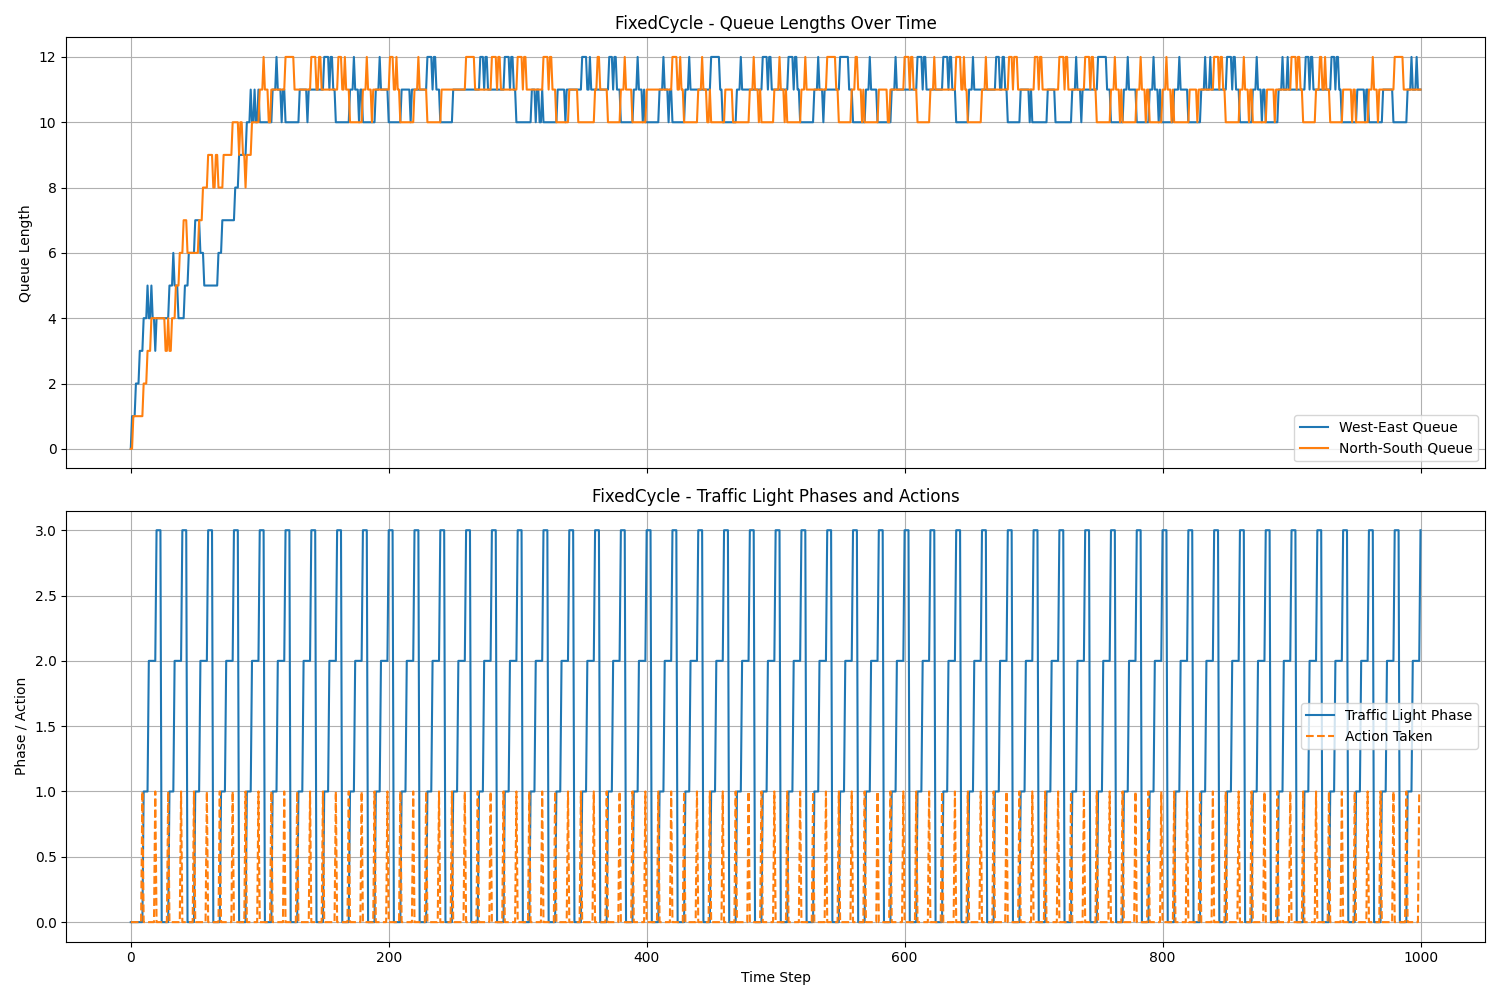 FixedCycle - Queue Lengths Over Time
12
10
8
6
4
2
0
Queue Length
West-East Queue
North-South Queue
FixedCycle - Traffic Light Phases and Actions
3.0
2.5
2.0
1.5
1.0
0.5
0.0
Phase / Action
Traffic Light Phase
Action Taken
0 200 400 600 800 1000
Time Step